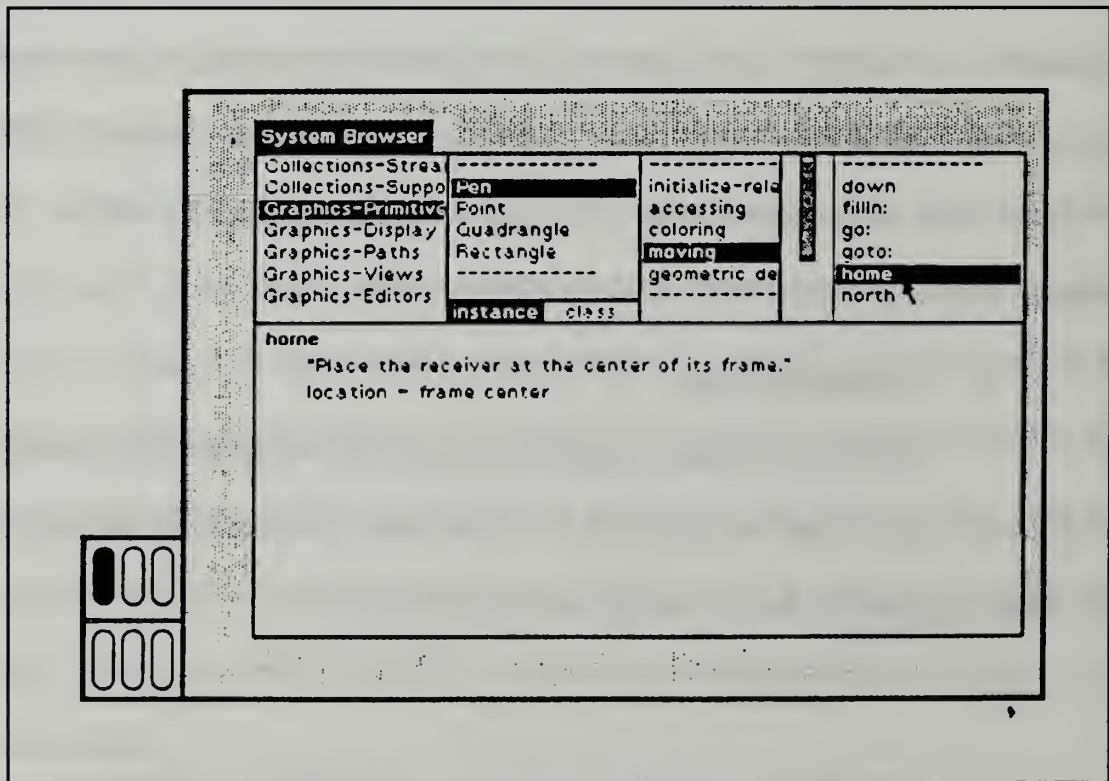 System Browser
Collections-Strea
Collections-Suppo
Graphics-Primitive
Graphics-Display
Graphics-Paths
Graphics-Views
Graphics-Editors
------------
Pen
Point
Quadrangle
Rectangle
------------
instance class
------------
initialize-rele
accessing
coloring
moving
geometric de
------------
------------
down
fillIn:
go:
goto:
home
north
home
"Place the receiver at the center of its frame."
location - frame center